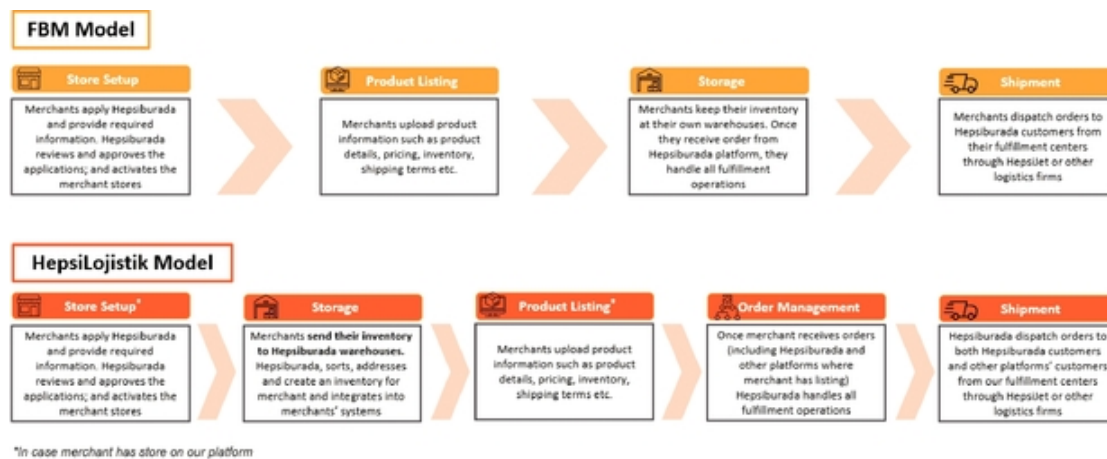 FBM Model
Store Setup
Merchants apply Hepsiburada
and provide required
information. Hepsiburada
reviews and approves the
applications; and activates the
merchant stores
Product Listing
Merchants upload product
information such as product
details, pricing, inventory,
shipping terms etc.
Storage
Merchants keep their inventory
at their own warehouses. Once
they receive order from
Hepsiburada platform, they
handle all fulfillment
operations
Shipment
Merchants dispatch orders to
Hepsiburada customers from
their fulfillment centers
through HepsiJet or other
logistics firms
HepsiLojistik Model
Store Setup*
Merchants apply Hepsiburada
and provide required
information. Hepsiburada
reviews and approves the
applications; and activates the
merchant stores
Storage
Merchants send their inventory
to Hepsiburada warehouses.
Hepsiburada, sorts, addresses
and create an inventory for
merchant and integrates into
merchants' systems
Product Listing*
Merchants upload product
information such as product
details, pricing, inventory,
shipping terms etc.
Order Management
Once merchant receives orders
(including Hepsiburada and
other platforms where
merchant has listing)
Hepsiburada handles all
fulfillment operations
Shipment
Hepsiburada dispatch orders to
both Hepsiburada customers
and other platforms' customers
from our fulfillment centers
through HepsiJet or other
logistics firms
*In case merchant has store on our platform